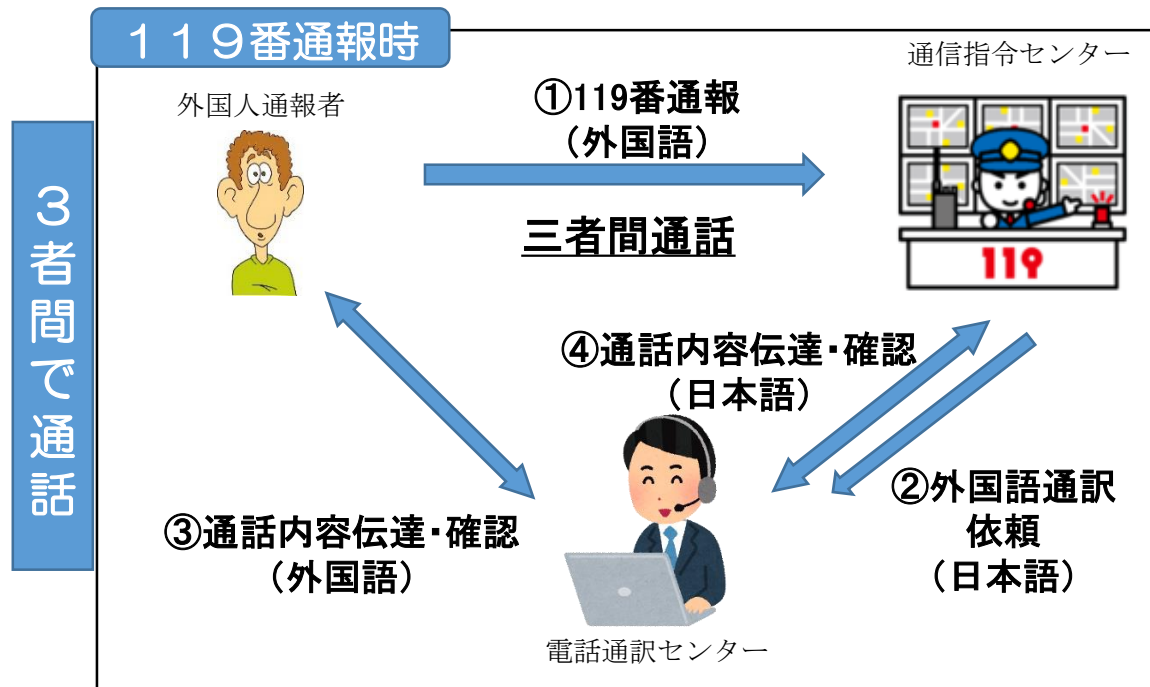 119番通報時
通信指令センター
外国人通報者
①119番通報
（外国語）
三者間通話
119
3者間で通話
④通話内容伝達・確認
（日本語）
②外国語通訳
依頼
（日本語）
③通話内容伝達・確認
（外国語）
電話通訳センター